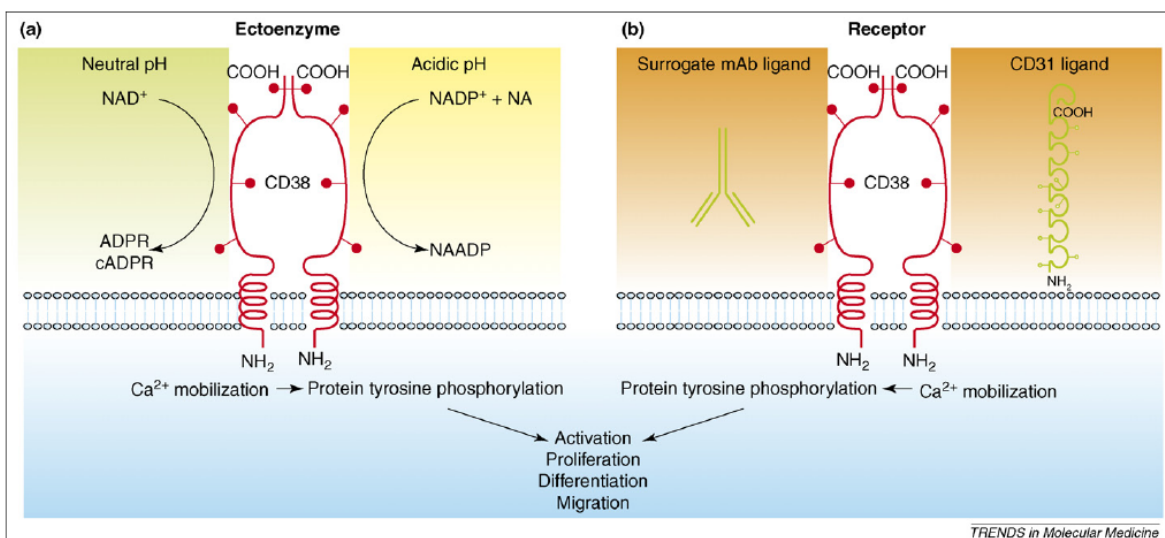 (a)
Ectoenzyme
Neutral pH
NAD⁺
ADPR
cADPR
COOH COOH
CD38
Acidic pH
NADP⁺ + NA
NAADP
NH₂ NH₂
Ca²⁺ mobilization → Protein tyrosine phosphorylation
(b)
Receptor
Surrogate mAb ligand
COOH COOH
CD38
CD31 ligand
COOH
NH₂
NH₂ NH₂
Protein tyrosine phosphorylation ← Ca²⁺ mobilization
Activation
Proliferation
Differentiation
Migration
TRENDS in Molecular Medicine